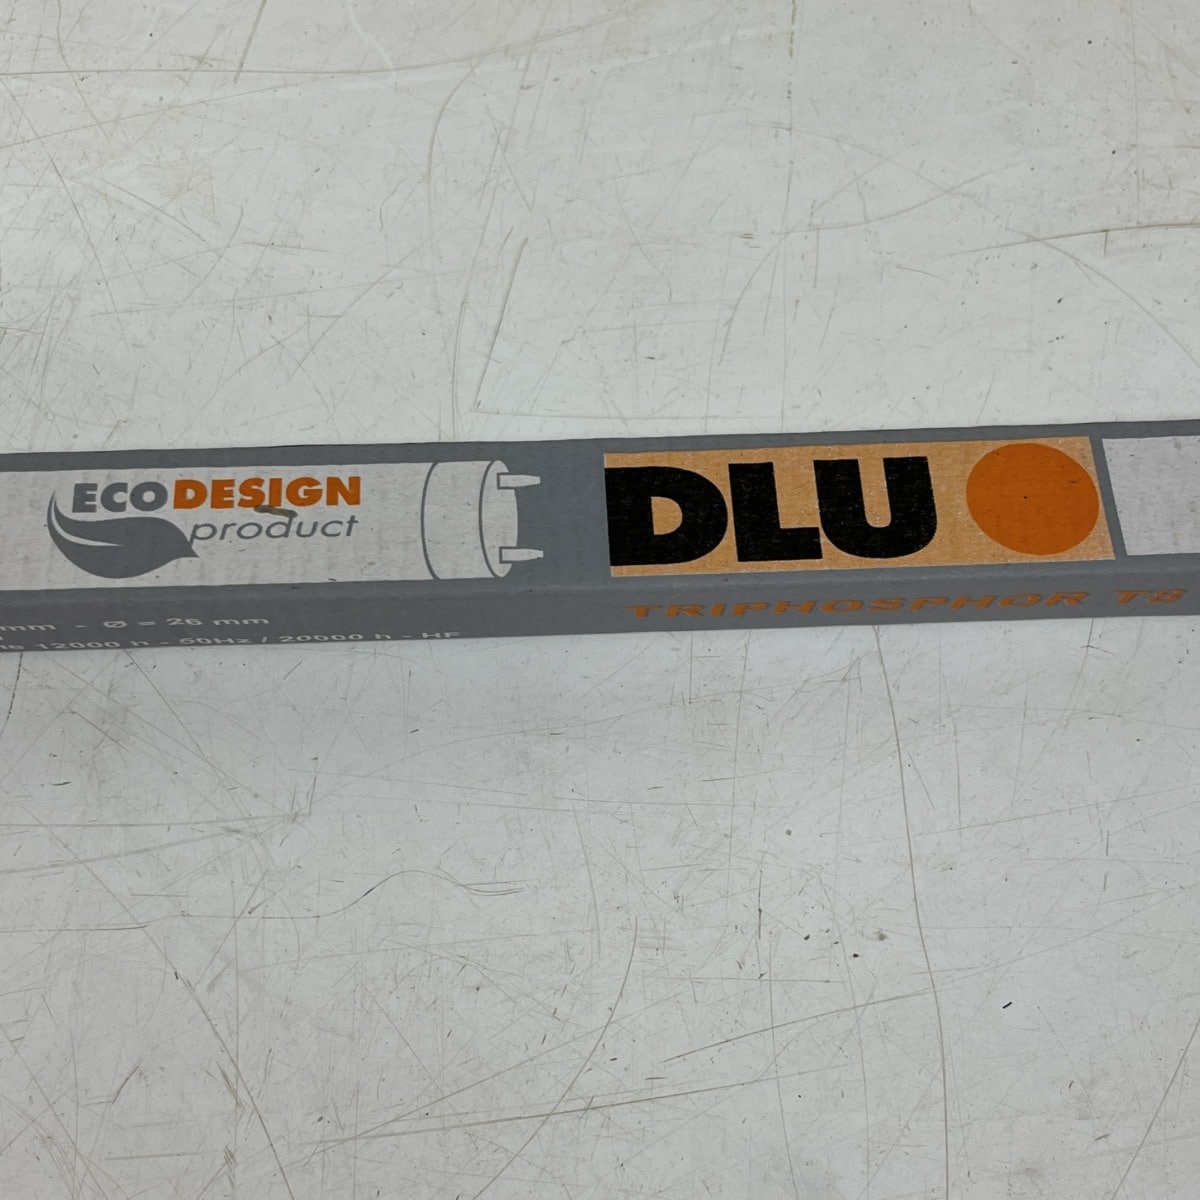 ECODESIGN
product
DLU
TRIPHOSPHOR T8
mm - Ø = 26 mm
12000 h - 50Hz / 20000 h - HF